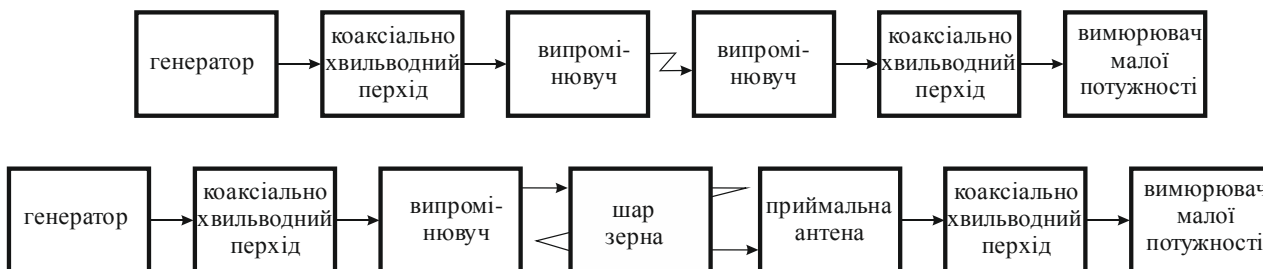 генератор
коаксіально
хвильводний
перхід
випромі-
нювуч
випромі-
нювуч
коаксіально
хвильводний
перхід
вимюрювач
малої
потужності
генератор
коаксіально
хвильводний
перхід
випромі-
нювуч
шар
зерна
приймальна
антена
коаксіально
хвильводний
перхід
вимюрювач
малої
потужності